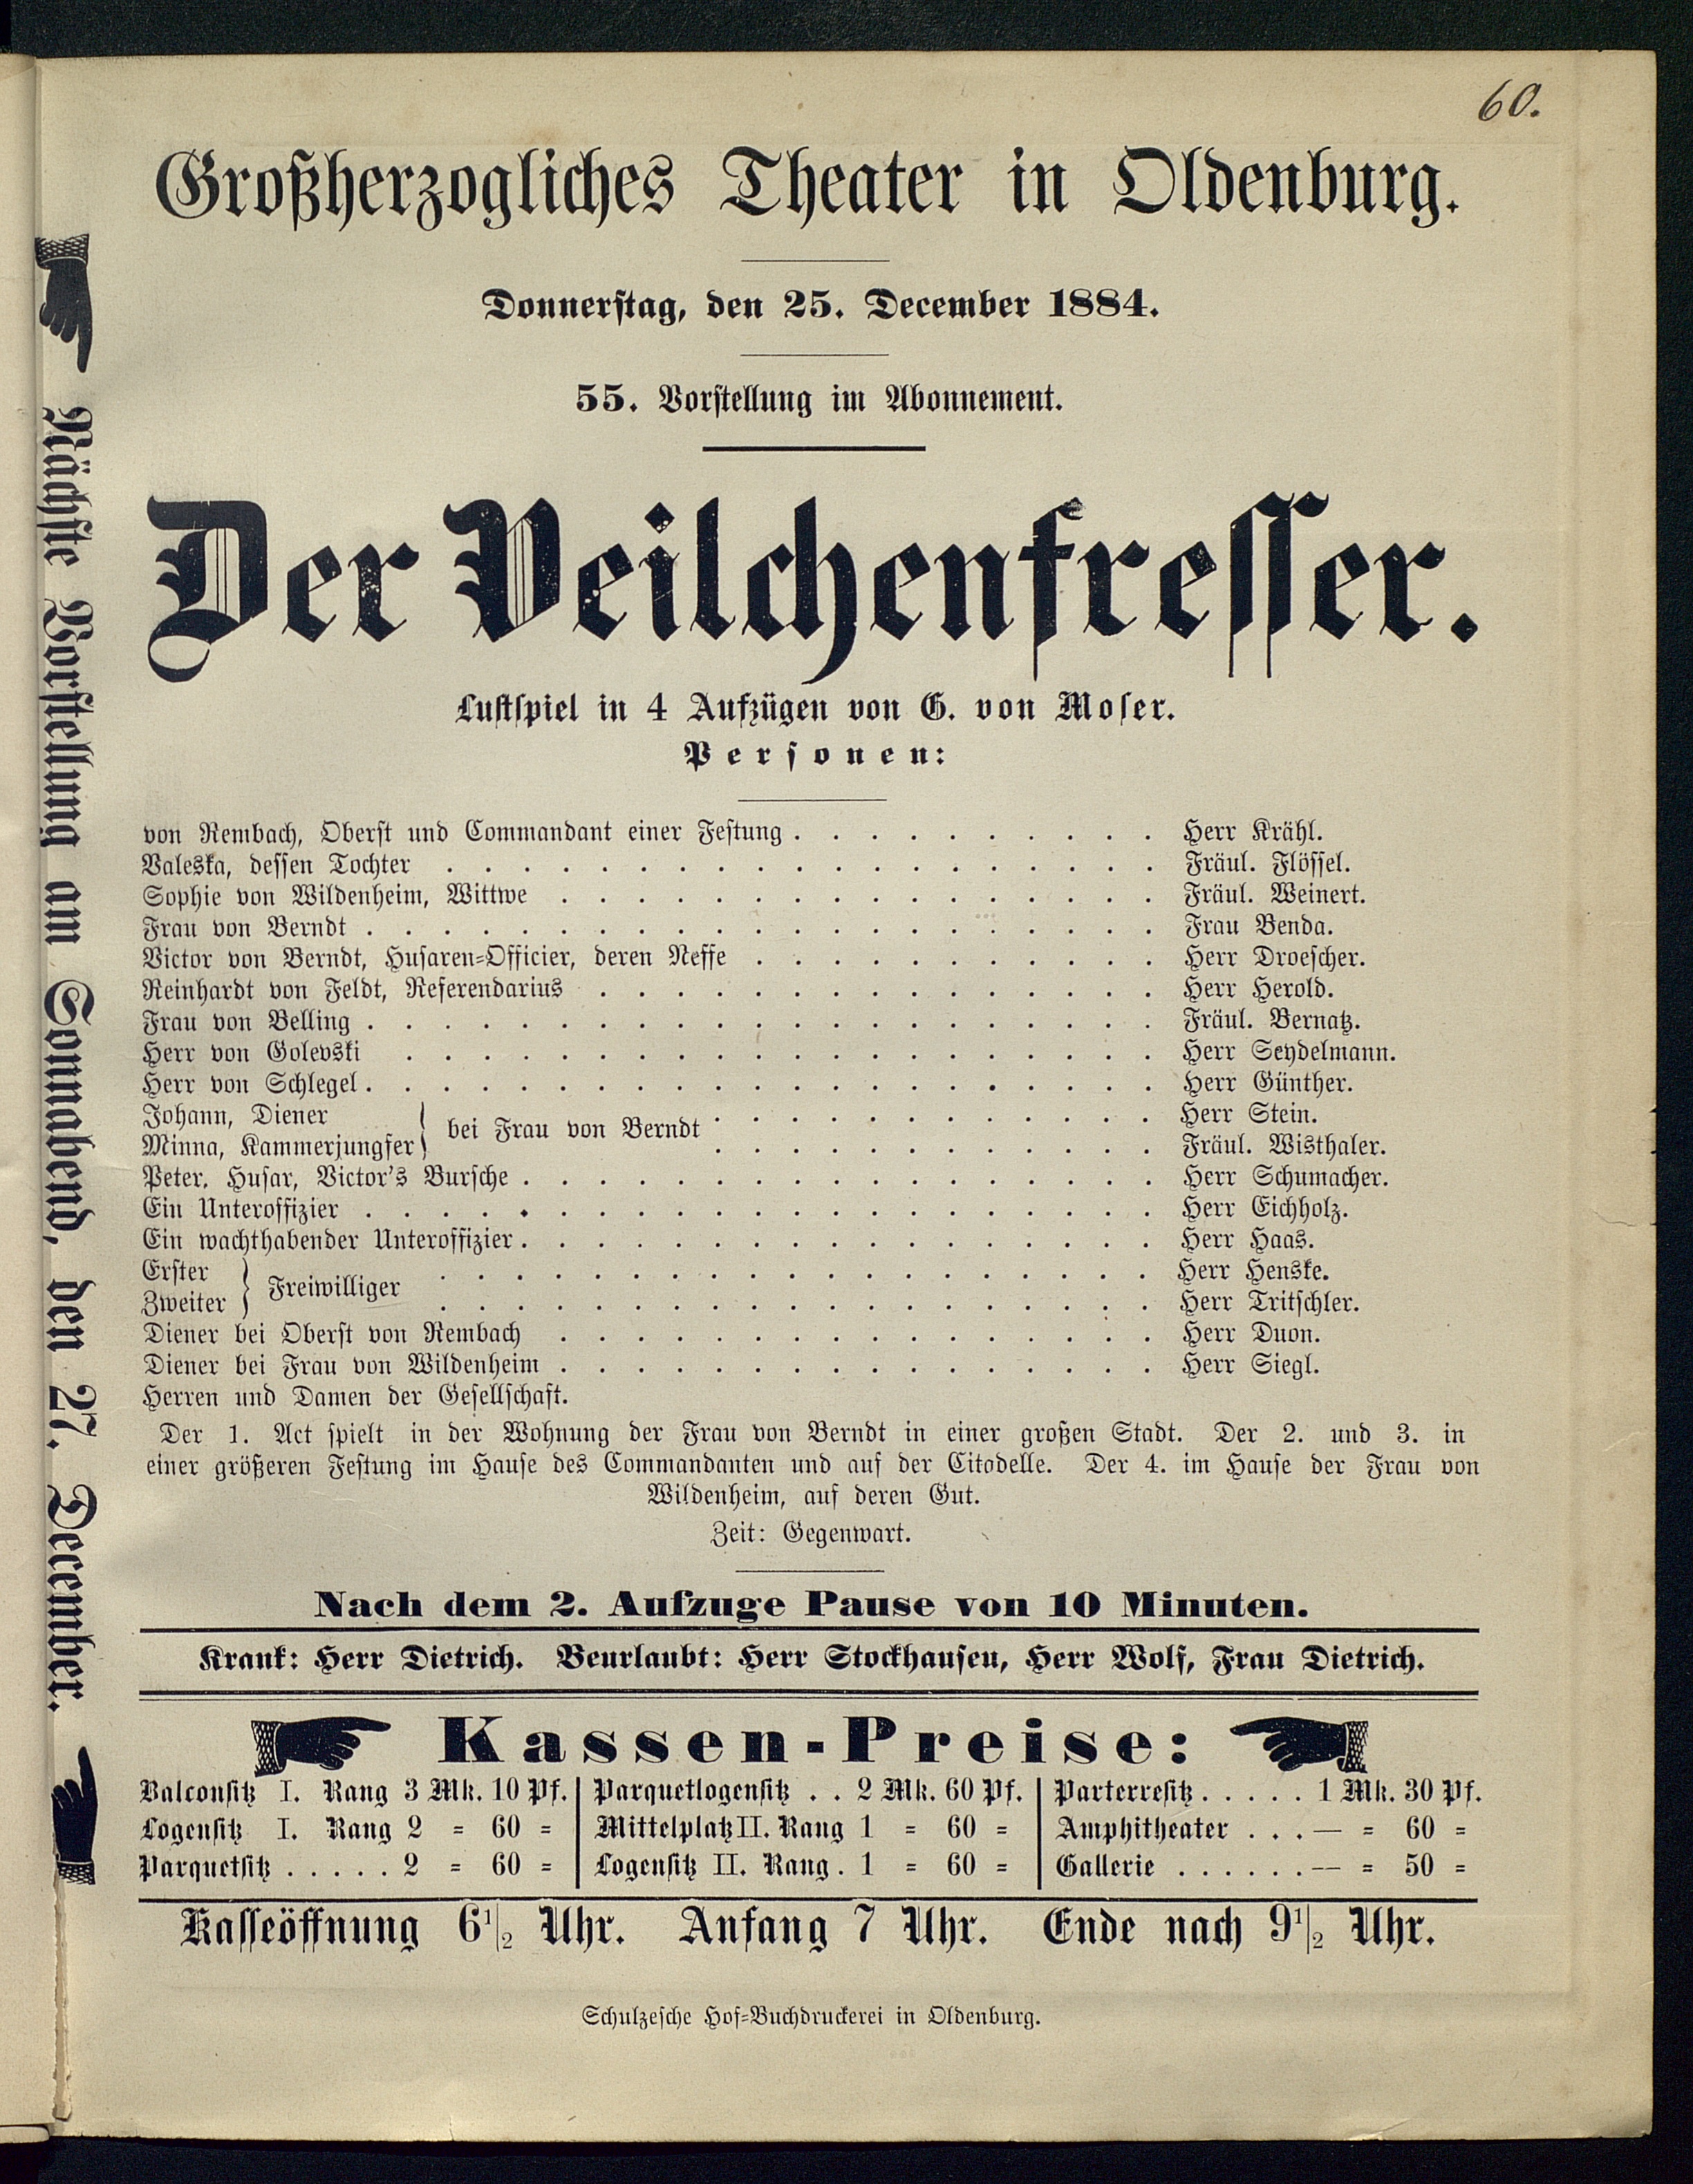 60.
Großherzogliches Theater in Oldenburg.
Donnerstag, den 25. December 1884.
55. Vorstellung im Abonnement.
Der Veilchenfresser.
Lustspiel in 4 Aufzügen von G. von Moser.
Personen:
von Rembach, Oberst und Commandant einer Festung . . . . . . . . . . Herr Krähl.
Valeska, dessen Tochter . . . . . . . . . . . . . . . . . . . Fräul. Flössel.
Sophie von Wildenheim, Wittwe . . . . . . . . . . . . . . . . Fräul. Weinert.
Frau von Berndt . . . . . . . . . . . . . . . . . . . . . Frau Benda.
Victor von Berndt, Husaren-Officier, deren Neffe . . . . . . . . . . . Herr Droescher.
Reinhardt von Feldt, Referendarius . . . . . . . . . . . . . . . Herr Herold.
Frau von Belling . . . . . . . . . . . . . . . . . . . . . Fräul. Bernatz.
Herr von Golevski . . . . . . . . . . . . . . . . . . . . Herr Seydelmann.
Herr von Schlegel . . . . . . . . . . . . . . . . . . . . . Herr Günther.
Johann, Diener } bei Frau von Berndt . . . . . . . . . . . . Herr Stein.
Minna, Kammerjungfer } . . . . . . . . . . . . Fräul. Wisthaler.
Peter, Husar, Victor's Bursche . . . . . . . . . . . . . . . . . Herr Schumacher.
Ein Unteroffizier . . . . . . . . . . . . . . . . . . . . . Herr Eichholz.
Ein wachthabender Unteroffizier . . . . . . . . . . . . . . . . . Herr Haas.
Erster } Freiwilliger . . . . . . . . . . . . . . . . . . . Herr Henske.
Zweiter } . . . . . . . . . . . . . . . . . . . Herr Tritschler.
Diener bei Oberst von Rembach . . . . . . . . . . . . . . . . Herr Duon.
Diener bei Frau von Wildenheim . . . . . . . . . . . . . . . . Herr Siegl.
Herren und Damen der Gesellschaft.
Der 1. Act spielt in der Wohnung der Frau von Berndt in einer großen Stadt. Der 2. und 3. in
einer größeren Festung im Hause des Commandanten und auf der Citadelle. Der 4. im Hause der Frau von
Wildenheim, auf deren Gut.
Zeit: Gegenwart.
Nach dem 2. Aufzuge Pause von 10 Minuten.
Krank: Herr Dietrich. Beurlaubt: Herr Stockhausen, Herr Wolf, Frau Dietrich.
Kassen-Preise:
Balconsitz I. Rang 3 Mk. 10 Pf. | Parquetlogensitz . . 2 Mk. 60 Pf. | Parterresitz . . . . . 1 Mk. 30 Pf.
Logensitz I. Rang 2 = 60 = | Mittelplatz II. Rang 1 = 60 = | Amphitheater . . . — = 60 =
Parquetsitz . . . . . 2 = 60 = | Logensitz II. Rang . 1 = 60 = | Gallerie . . . . . . — = 50 =
Kasseöffnung 6 1/2 Uhr. Anfang 7 Uhr. Ende nach 9 1/2 Uhr.
Schulzesche Hof-Buchdruckerei in Oldenburg.
Nächste Vorstellung am Sonnabend, den 27. December.